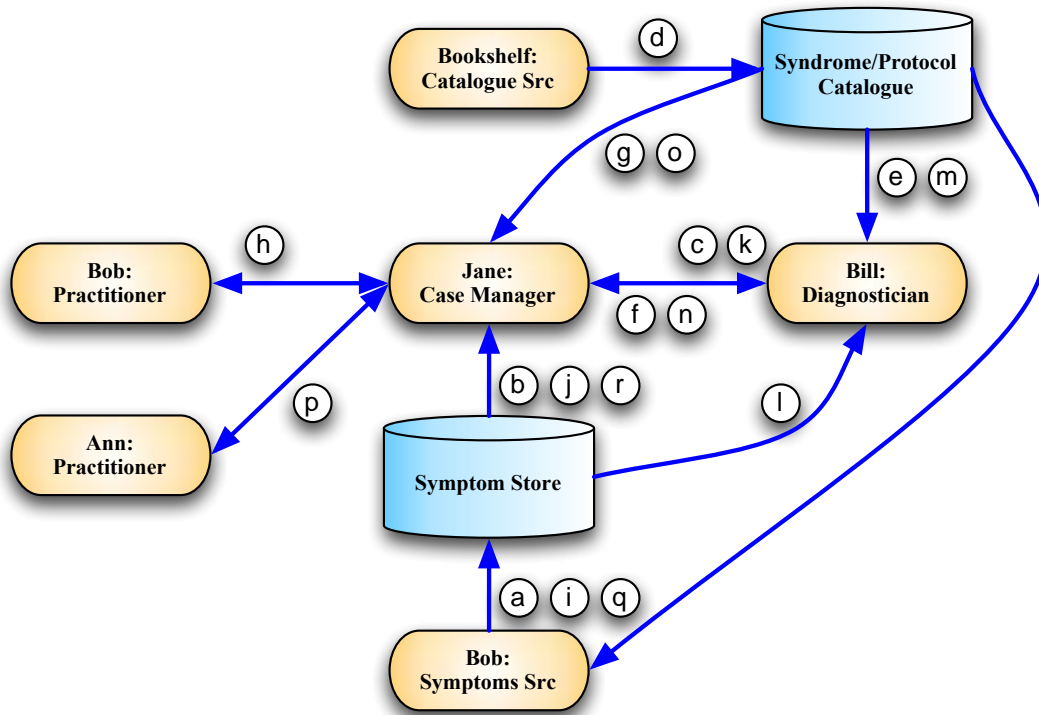 d
Bookshelf:
Catalogue Src
Syndrome/Protocol
Catalogue
g o
e m
h
c k
Bob:
Practitioner
Jane:
Case Manager
Bill:
Diagnostician
f n
b j r
p
l
Ann:
Practitioner
Symptom Store
a i q
Bob:
Symptoms Src